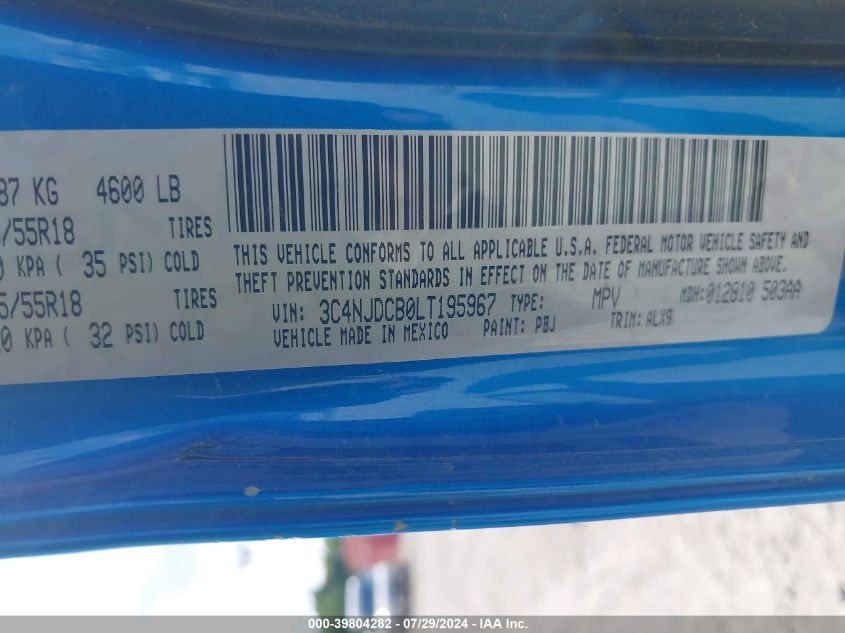 87 KG 4600 LB
/55R18 TIRES
0 KPA ( 35 PSI) COLD
5/55R18 TIRES
0 KPA ( 32 PSI) COLD
THIS VEHICLE CONFORMS TO ALL APPLICABLE U.S.A. FEDERAL MOTOR VEHICLE SAFETY AND
THEFT PREVENTION STANDARDS IN EFFECT ON THE DATE OF MANUFACTURE SHOWN ABOVE.
VIN: 3C4NJDCB0LT195967 TYPE: MPV MDH:012810 503AA
VEHICLE MADE IN MEXICO PAINT: PBJ TRIM: ALX9
000-39804282 - 07/29/2024 - IAA Inc.